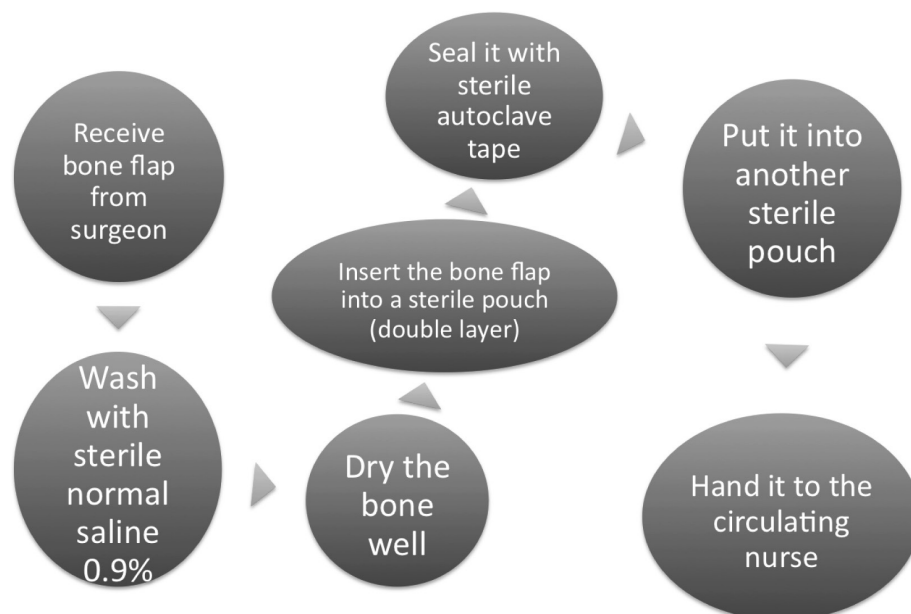 Receive
bone flap
from
surgeon
Wash
with
sterile
normal
saline
0.9%
Dry the
bone
well
Insert the bone flap
into a sterile pouch
(double layer)
Seal it with
sterile
autoclave
tape
Put it into
another
sterile
pouch
Hand it to the
circulating
nurse